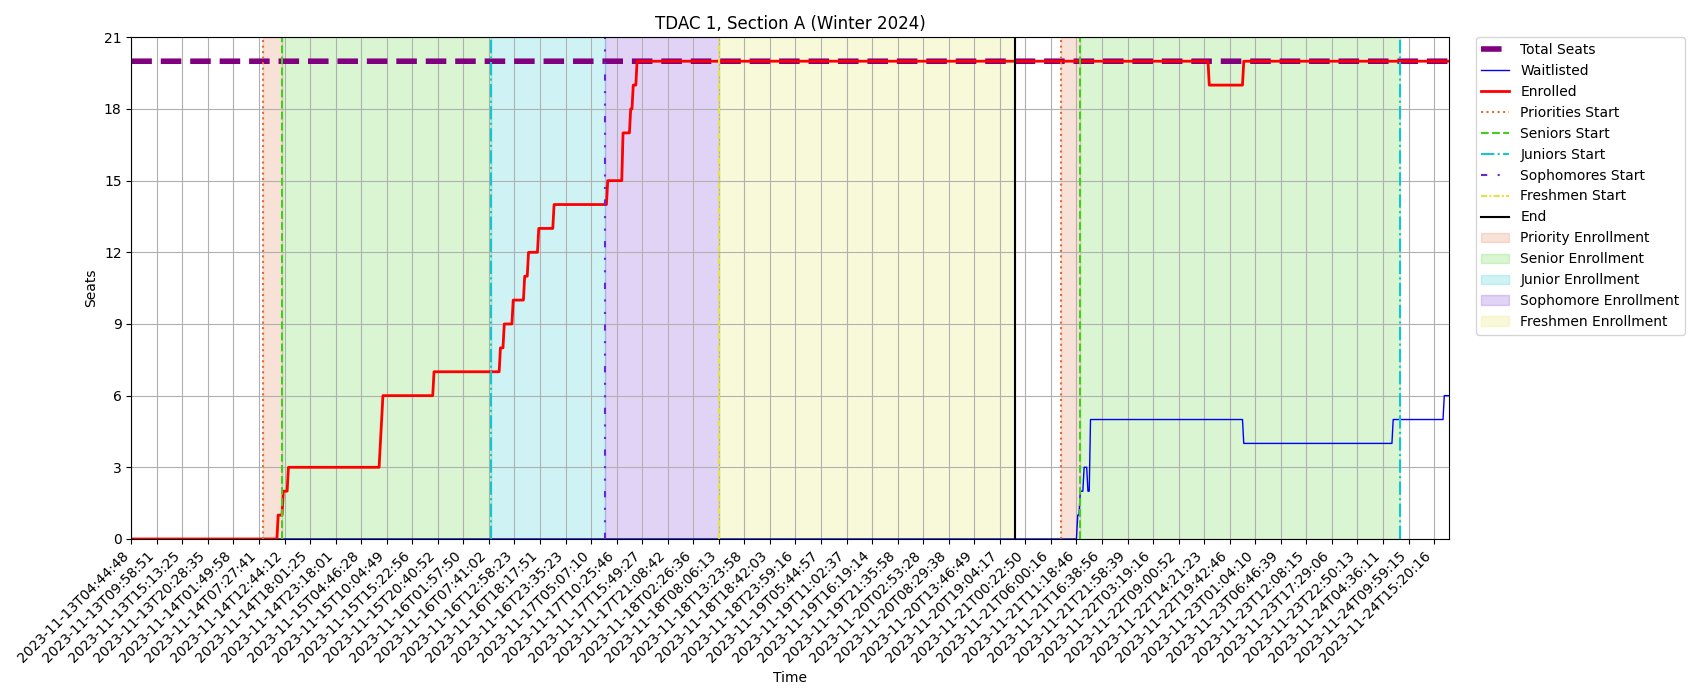 TDAC 1, Section A (Winter 2024)
21
18
15
12
9
6
3
0
Seats
2023-11-13T04:44:48
2023-11-13T09:58:51
2023-11-13T15:13:25
2023-11-13T20:28:35
2023-11-14T01:49:58
2023-11-14T07:27:41
2023-11-14T12:44:12
2023-11-14T18:01:25
2023-11-14T23:18:01
2023-11-15T04:46:28
2023-11-15T10:04:49
2023-11-15T15:22:56
2023-11-15T20:40:52
2023-11-16T01:57:50
2023-11-16T07:41:02
2023-11-16T12:58:23
2023-11-16T18:17:51
2023-11-16T23:35:23
2023-11-17T05:07:10
2023-11-17T10:25:46
2023-11-17T15:49:27
2023-11-17T21:08:42
2023-11-18T02:26:36
2023-11-18T08:06:13
2023-11-18T13:23:58
2023-11-18T18:42:03
2023-11-18T23:59:16
2023-11-19T05:44:57
2023-11-19T11:02:37
2023-11-19T16:19:14
2023-11-19T21:35:58
2023-11-20T02:53:28
2023-11-20T08:29:38
2023-11-20T13:46:49
2023-11-20T19:04:17
2023-11-21T00:22:50
2023-11-21T06:00:16
2023-11-21T11:18:46
2023-11-21T16:38:56
2023-11-21T21:58:39
2023-11-22T03:19:16
2023-11-22T09:00:52
2023-11-22T14:21:23
2023-11-22T19:42:46
2023-11-23T01:04:10
2023-11-23T06:46:39
2023-11-23T12:08:15
2023-11-23T17:29:06
2023-11-23T22:50:13
2023-11-24T04:36:11
2023-11-24T09:59:15
2023-11-24T15:20:16
Time
Total Seats
Waitlisted
Enrolled
Priorities Start
Seniors Start
Juniors Start
Sophomores Start
Freshmen Start
End
Priority Enrollment
Senior Enrollment
Junior Enrollment
Sophomore Enrollment
Freshmen Enrollment